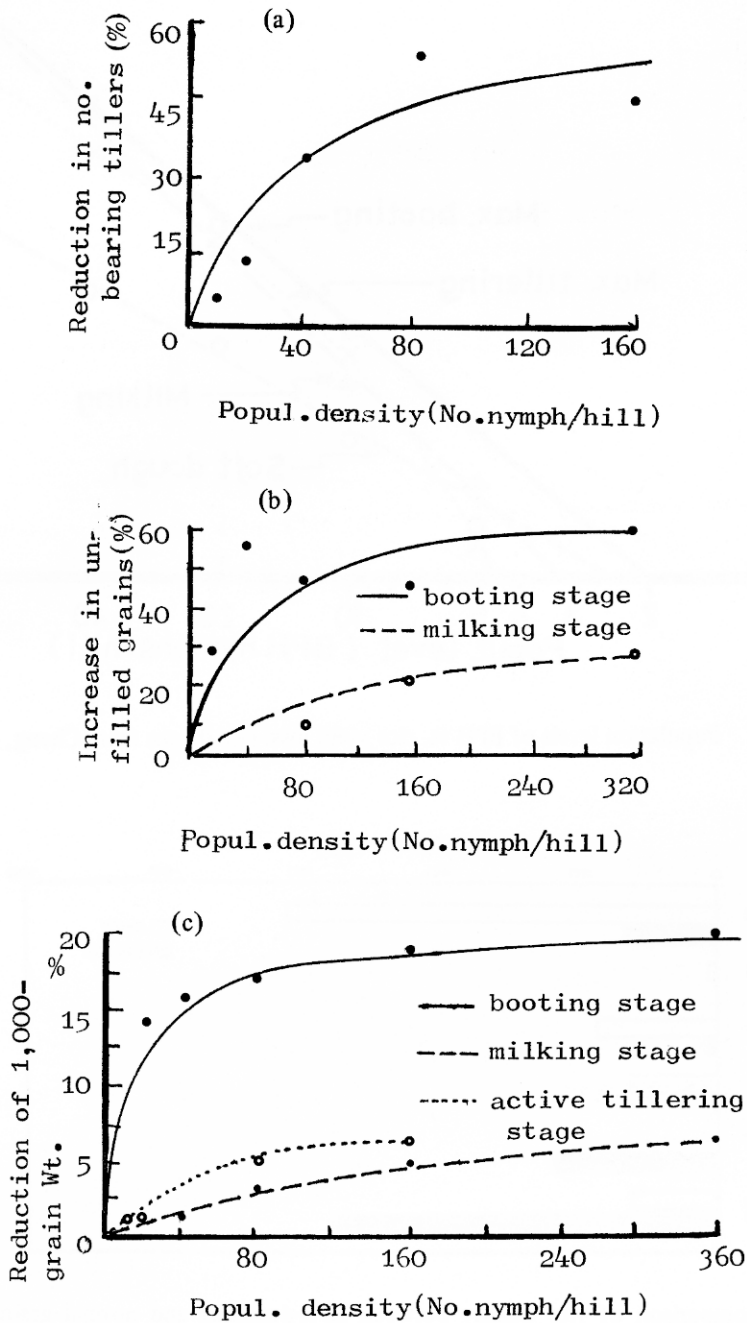 (a)
Reduction in no.
bearing tillers (%)
60
45
30
15
0
40
80
120
160
Popul.density(No.nymph/hill)
(b)
Increase in un-
filled grains(%)
60
40
20
0
booting stage
milking stage
80
160
240
320
Popul.density(No.nymph/hill)
(c)
Reduction of 1,000-
grain Wt. %
20
15
10
5
0
booting stage
milking stage
active tillering
stage
80
160
240
360
Popul. density(No.nymph/hill)